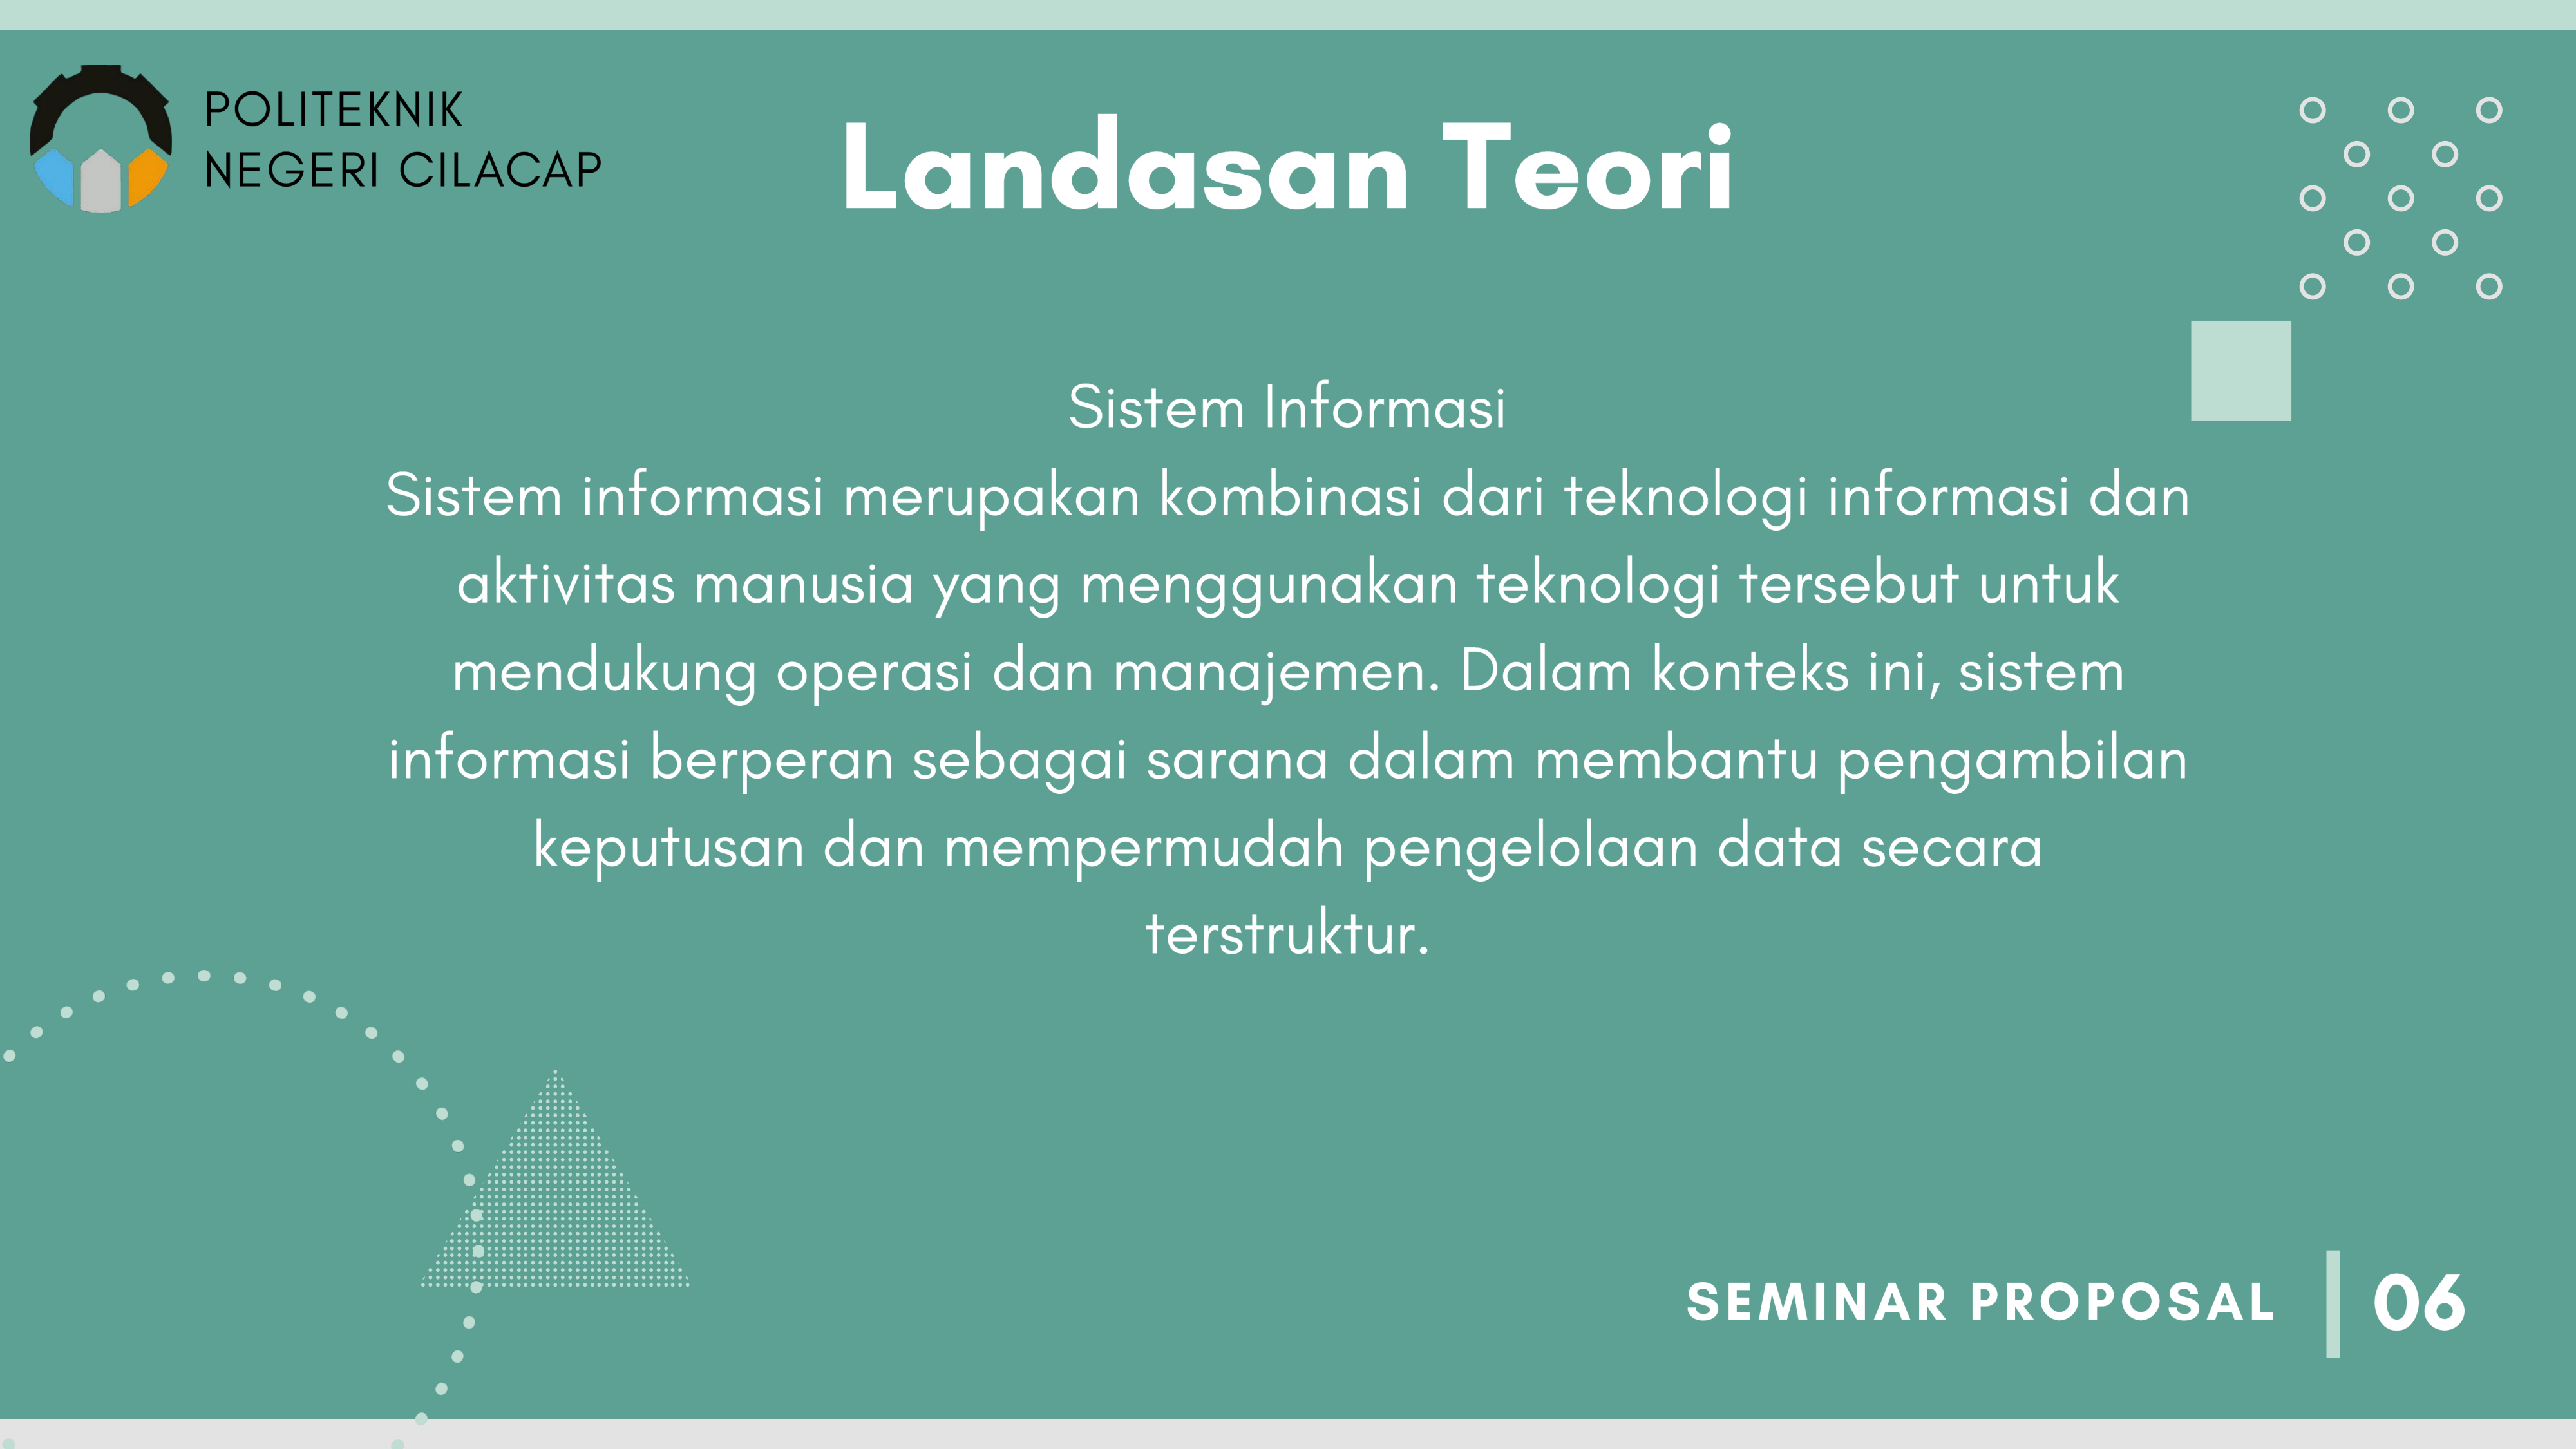 POLITEKNIK
NEGERI CILACAP
Landasan Teori
Sistem Informasi
Sistem informasi merupakan kombinasi dari teknologi informasi dan
aktivitas manusia yang menggunakan teknologi tersebut untuk
mendukung operasi dan manajemen. Dalam konteks ini, sistem
informasi berperan sebagai sarana dalam membantu pengambilan
keputusan dan mempermudah pengelolaan data secara
terstruktur.
SEMINAR PROPOSAL
06